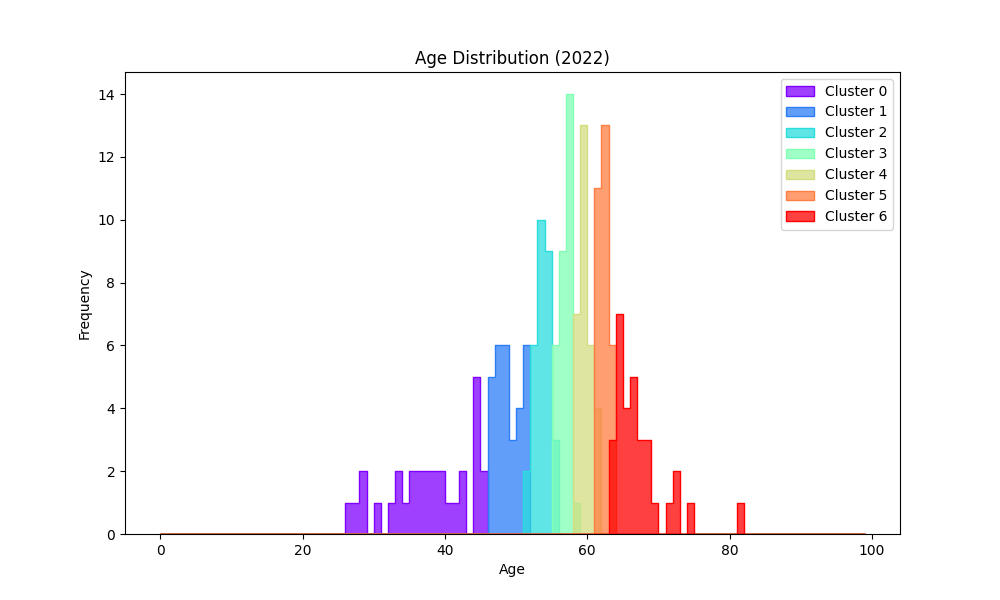 Age Distribution (2022)
Cluster 0
Cluster 1
Cluster 2
Cluster 3
Cluster 4
Cluster 5
Cluster 6
Frequency
14
12
10
8
6
4
2
0
0 20 40 60 80 100
Age